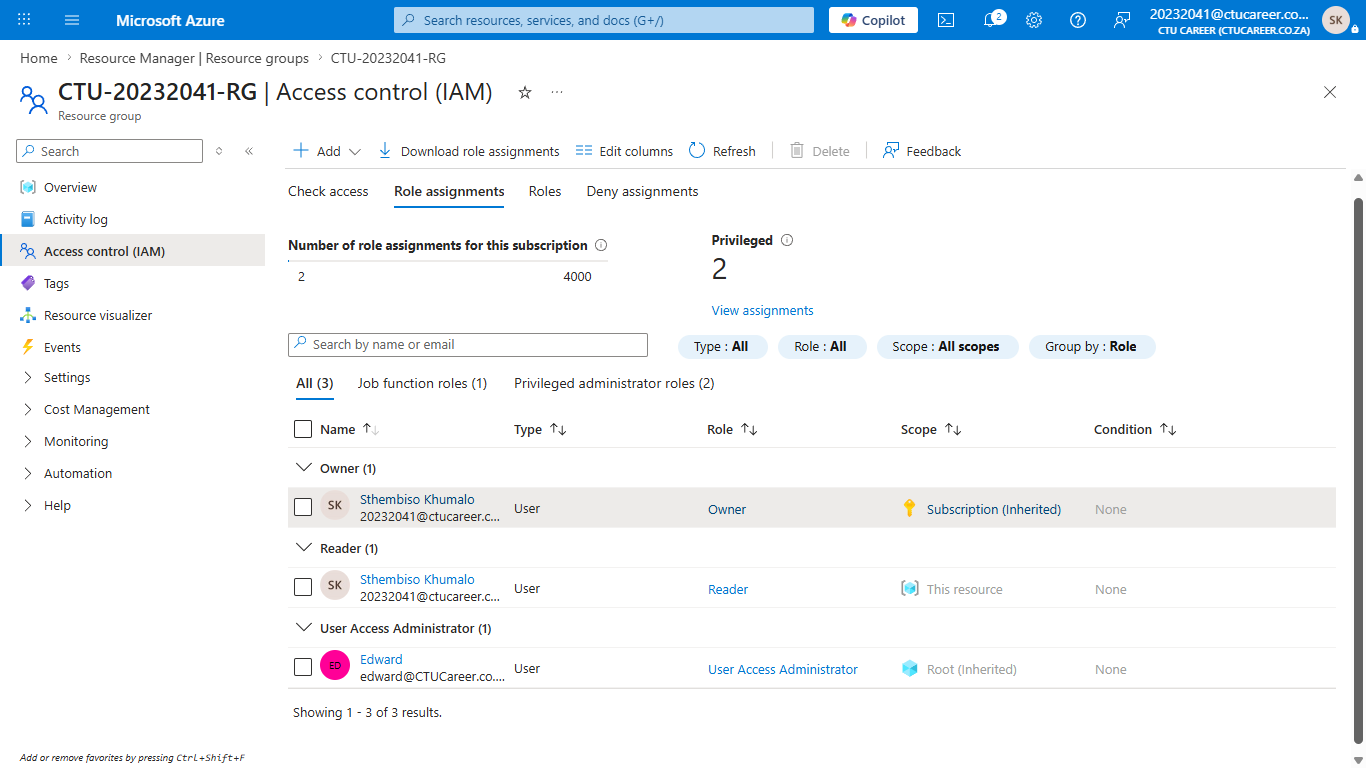 Microsoft Azure
Search resources, services, and docs (G+/)
Copilot
2
20232041@ctucareer.co....
CTU CAREER (CTUCAREER.CO.ZA)
SK
Home > Resource Manager | Resource groups > CTU-20232041-RG
CTU-20232041-RG | Access control (IAM)
Resource group
Search
Add
Download role assignments
Edit columns
Refresh
Delete
Feedback
Overview
Activity log
Access control (IAM)
Tags
Resource visualizer
Events
Settings
Cost Management
Monitoring
Automation
Help
Check access Role assignments Roles Deny assignments
Number of role assignments for this subscription
2 4000
Privileged
2
View assignments
Search by name or email
Type : All Role : All Scope : All scopes Group by : Role
All (3) Job function roles (1) Privileged administrator roles (2)
Name Type Role Scope Condition
Owner (1)
SK Sthembiso Khumalo
20232041@ctucareer.c... User Owner Subscription (Inherited) None
Reader (1)
SK Sthembiso Khumalo
20232041@ctucareer.c... User Reader This resource None
User Access Administrator (1)
ED Edward
edward@CTUCareer.co.... User User Access Administrator Root (Inherited) None
Showing 1 - 3 of 3 results.
Add or remove favorites by pressing Ctrl+Shift+F